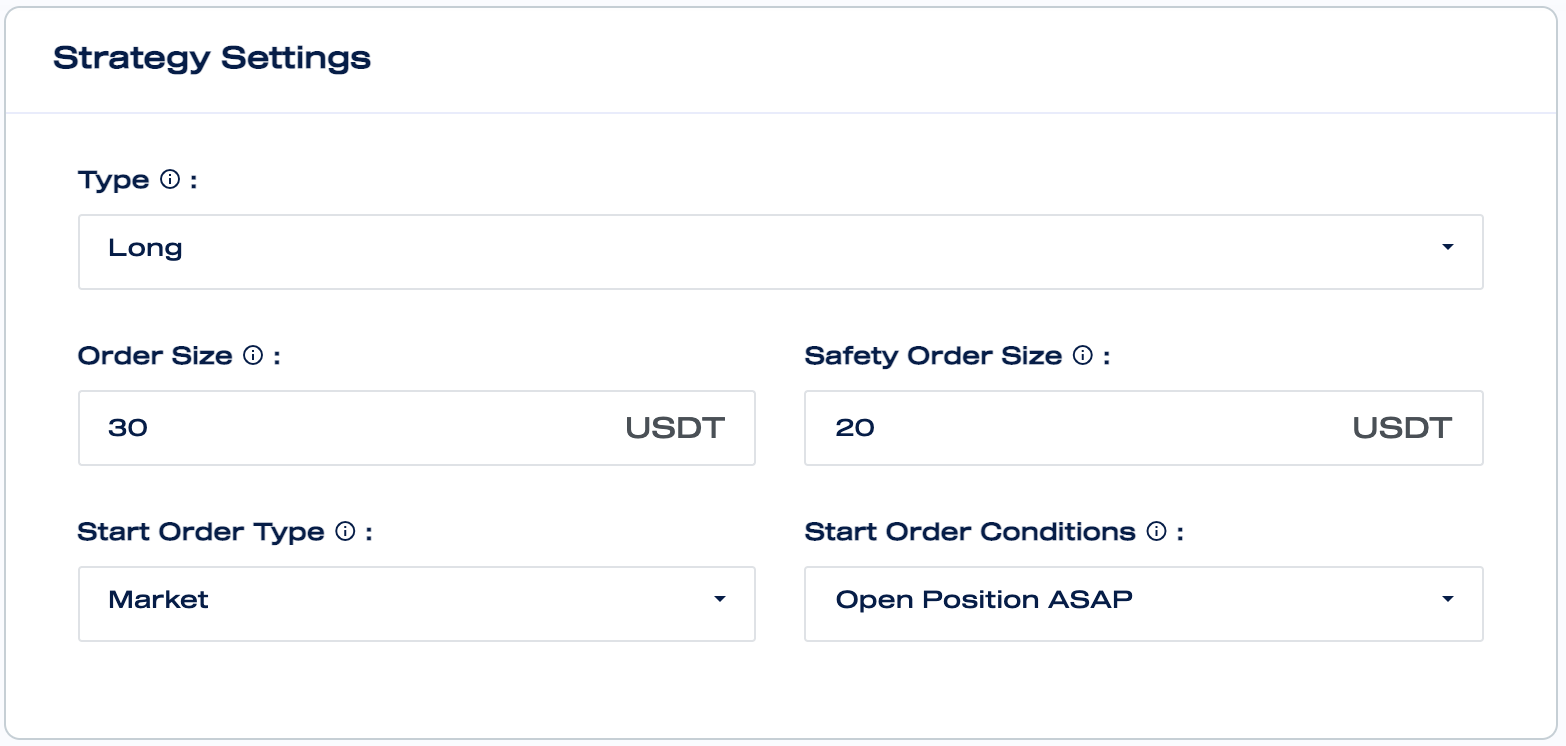 Strategy Settings
Type :
Long
Order Size :
Safety Order Size :
30 USDT
20 USDT
Start Order Type :
Start Order Conditions :
Market
Open Position ASAP